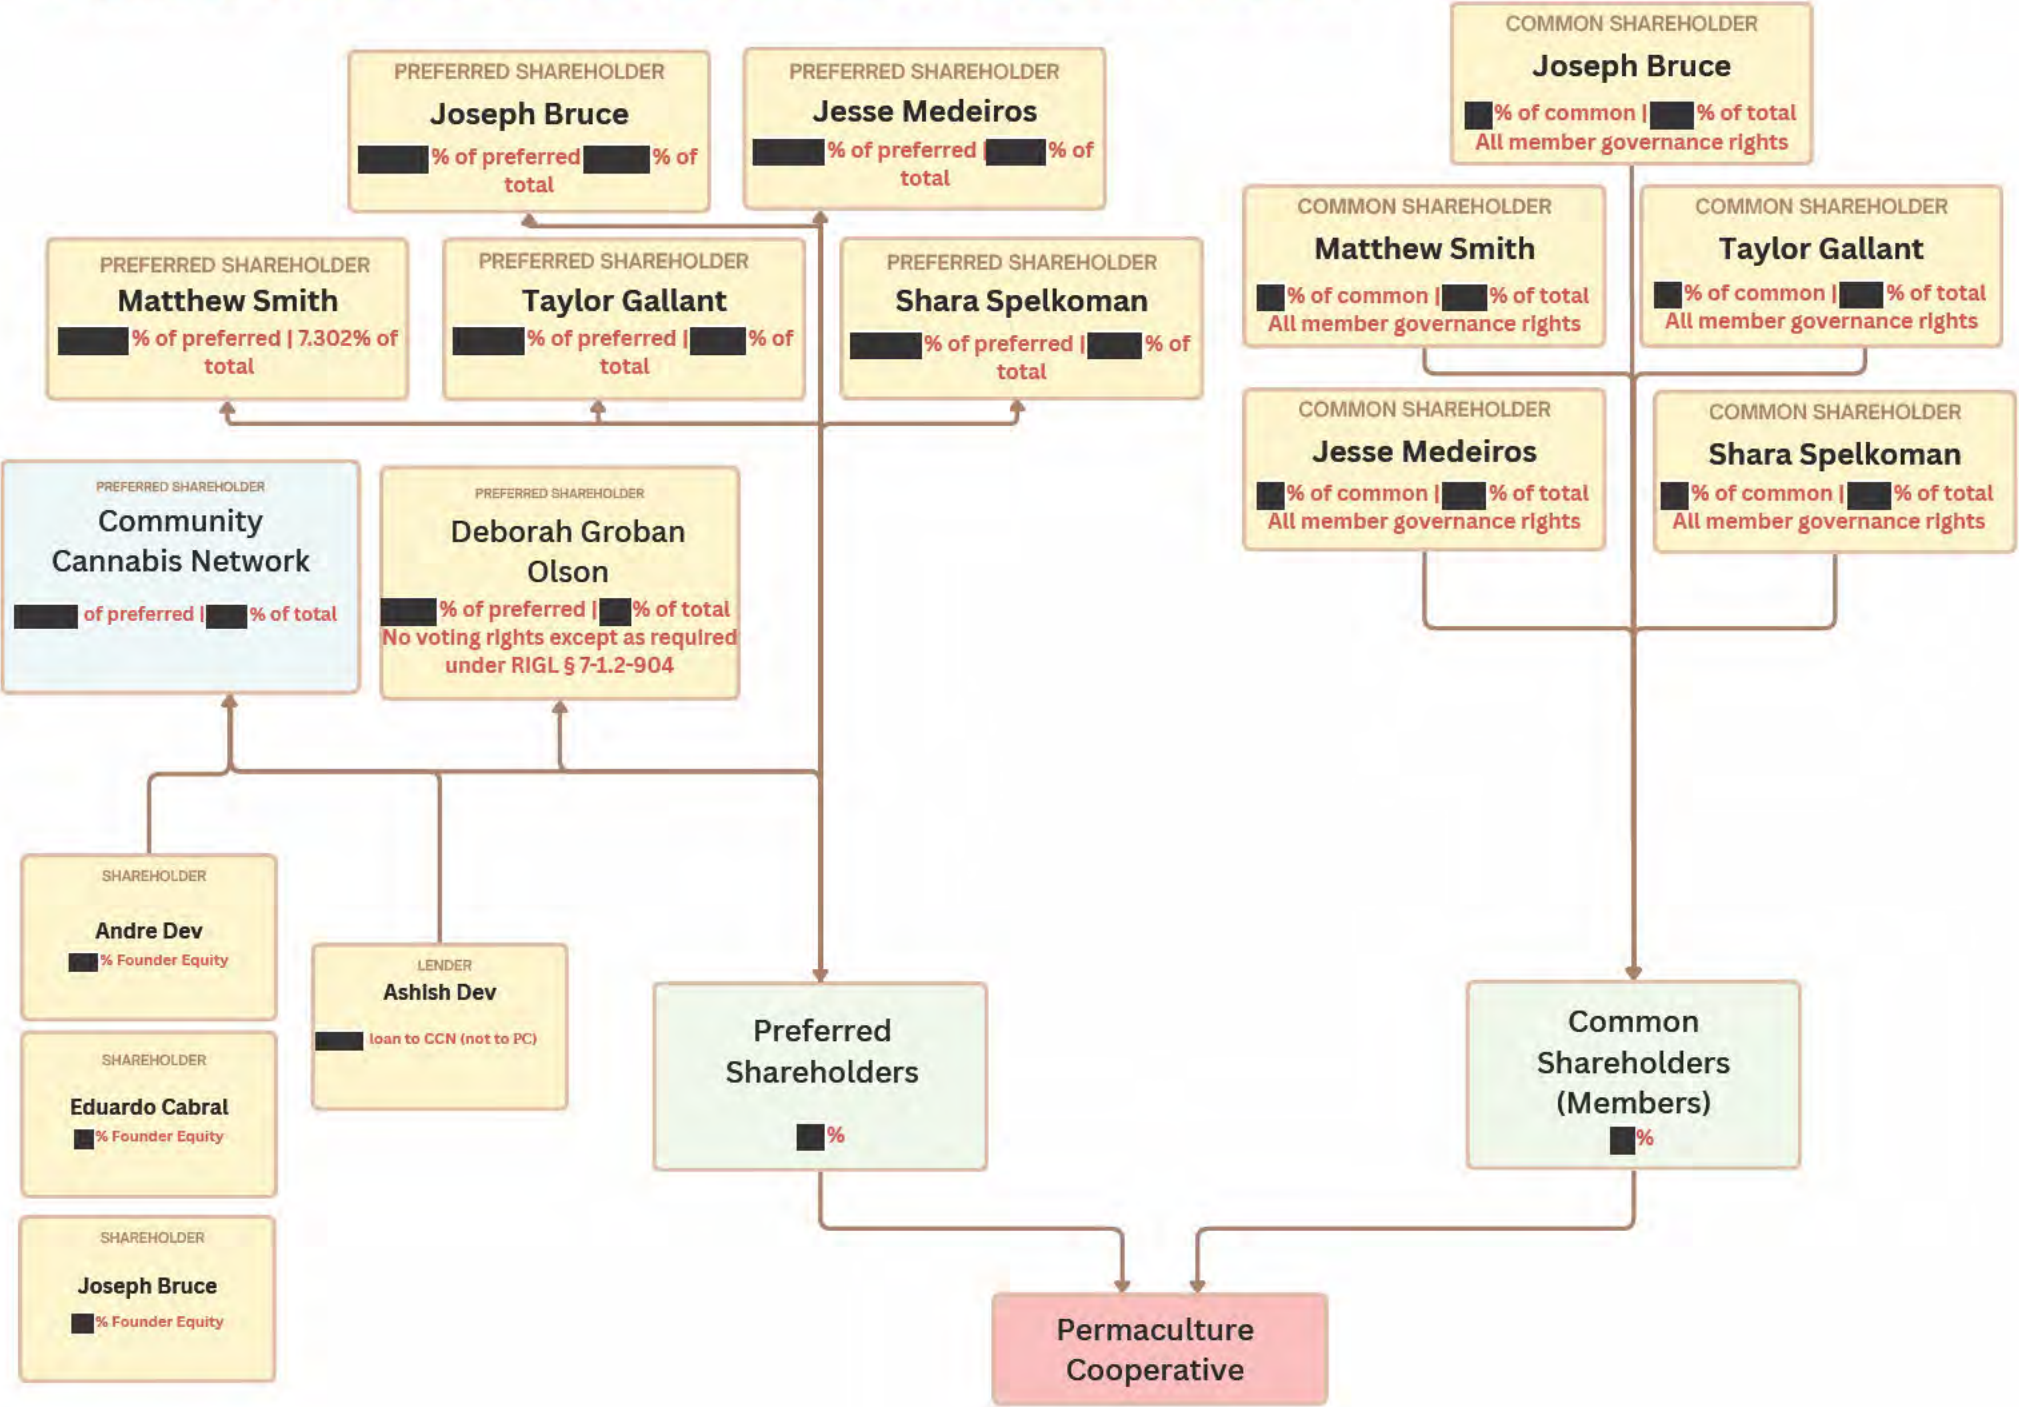 COMMON SHAREHOLDER
Joseph Bruce
% of common | % of total
All member governance rights
PREFERRED SHAREHOLDER
Joseph Bruce
% of preferred % of
total
PREFERRED SHAREHOLDER
Jesse Medeiros
% of preferred | % of
total
COMMON SHAREHOLDER
Matthew Smith
% of common | % of total
All member governance rights
COMMON SHAREHOLDER
Taylor Gallant
% of common | % of total
All member governance rights
PREFERRED SHAREHOLDER
Matthew Smith
% of preferred | 7.302% of
total
PREFERRED SHAREHOLDER
Taylor Gallant
% of preferred | % of
total
PREFERRED SHAREHOLDER
Shara Spelkoman
% of preferred | % of
total
COMMON SHAREHOLDER
Jesse Medeiros
% of common | % of total
All member governance rights
COMMON SHAREHOLDER
Shara Spelkoman
% of common | % of total
All member governance rights
PREFERRED SHAREHOLDER
Community
Cannabis Network
of preferred | % of total
PREFERRED SHAREHOLDER
Deborah Groban
Olson
% of preferred | % of total
No voting rights except as required
under RIGL § 7-1.2-904
SHAREHOLDER
Andre Dev
% Founder Equity
LENDER
Ashish Dev
loan to CCN (not to PC)
SHAREHOLDER
Eduardo Cabral
% Founder Equity
SHAREHOLDER
Joseph Bruce
% Founder Equity
Preferred
Shareholders
%
Common
Shareholders
(Members)
%
Permaculture
Cooperative